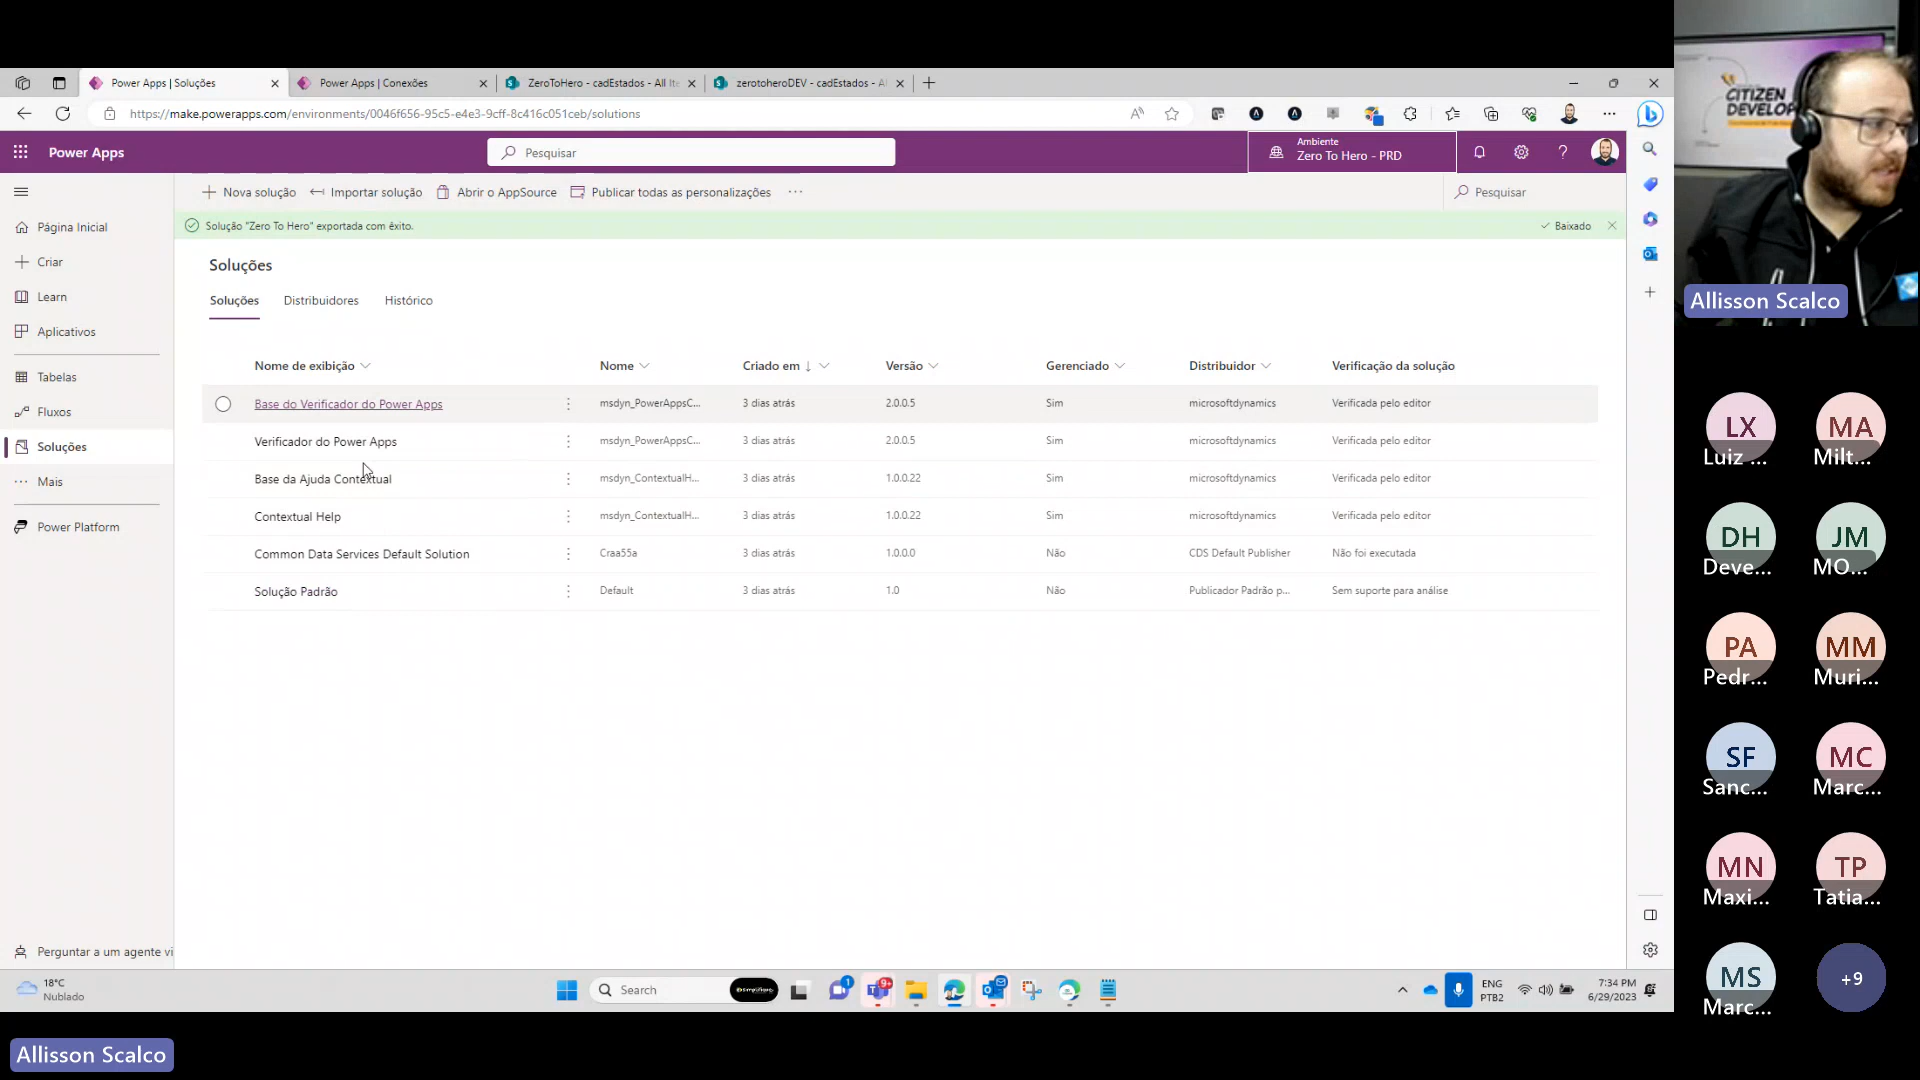 Power Apps | Soluções
Power Apps | Conexões
ZeroToHero - cadEstados - All Ite
zerotoheroDEV - cadEstados - Al
https://make.powerapps.com/environments/0046f656-95c5-e4e3-9cff-8c416c051ceb/solutions
Power Apps
Pesquisar
Ambiente
Zero To Hero - PRD
Nova solução
Importar solução
Abrir o AppSource
Publicar todas as personalizações
Pesquisar
Solução "Zero To Hero" exportada com êxito.
Baixado
Página Inicial
Criar
Learn
Aplicativos
Tabelas
Fluxos
Soluções
Mais
Power Platform
Perguntar a um agente vi
Soluções
Soluções Distribuidores Histórico
Nome de exibição Nome Criado em Versão Gerenciado Distribuidor Verificação da solução
Base do Verificador do Power Apps msdyn_PowerAppsC... 3 dias atrás 2.0.0.5 Sim microsoftdynamics Verificada pelo editor
Verificador do Power Apps msdyn_PowerAppsC... 3 dias atrás 2.0.0.5 Sim microsoftdynamics Verificada pelo editor
Base da Ajuda Contextual msdyn_ContextualH... 3 dias atrás 1.0.0.22 Sim microsoftdynamics Verificada pelo editor
Contextual Help msdyn_ContextualH... 3 dias atrás 1.0.0.22 Sim microsoftdynamics Verificada pelo editor
Common Data Services Default Solution Craa55a 3 dias atrás 1.0.0.0 Não CDS Default Publisher Não foi executada
Solução Padrão Default 3 dias atrás 1.0 Não Publicador Padrão p... Sem suporte para análise
18°C
Nublado
Search
1
9+
ENG
PTB2
7:34 PM
6/29/2023
Allisson Scalco
CITIZEN
DEVELOP
Allisson Scalco
LX
Luiz ...
MA
Milt...
DH
Deve...
JM
MO...
PA
Pedr...
MM
Muri...
SF
Sanc...
MC
Marc...
MN
Maxi...
TP
Tatia...
MS
Marc...
+9